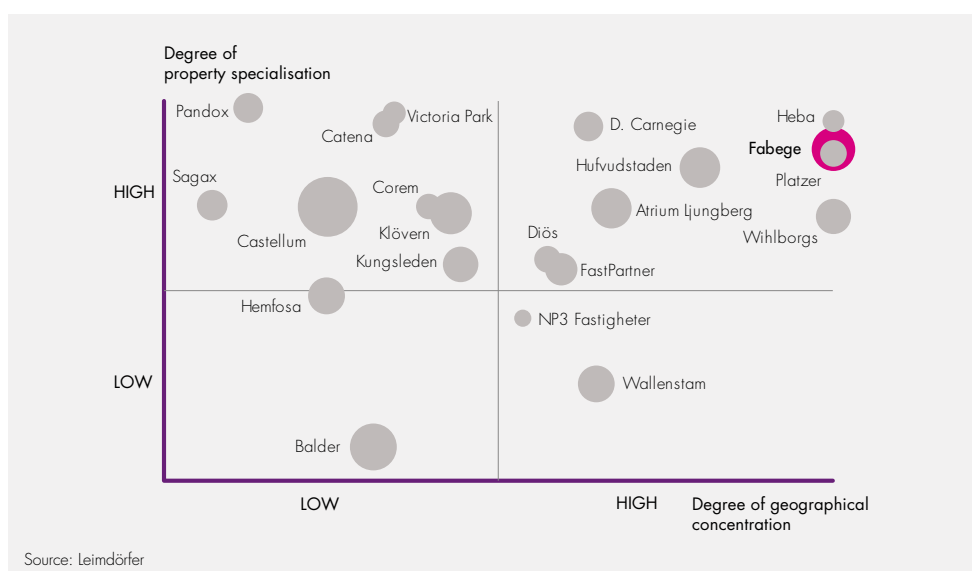 Degree of
property specialisation
Pandox
Victoria Park
Catena
D. Carnegie
Heba
Fabege
Hufvudstaden
Platzer
Sagax
HIGH
Corem
Atrium Ljungberg
Castellum
Klövern
Diös
Wihlborgs
Kungsleden
FastPartner
Hemfosa
NP3 Fastigheter
LOW
Wallenstam
Balder
LOW
HIGH
Degree of geographical
concentration
Source: Leimdörfer